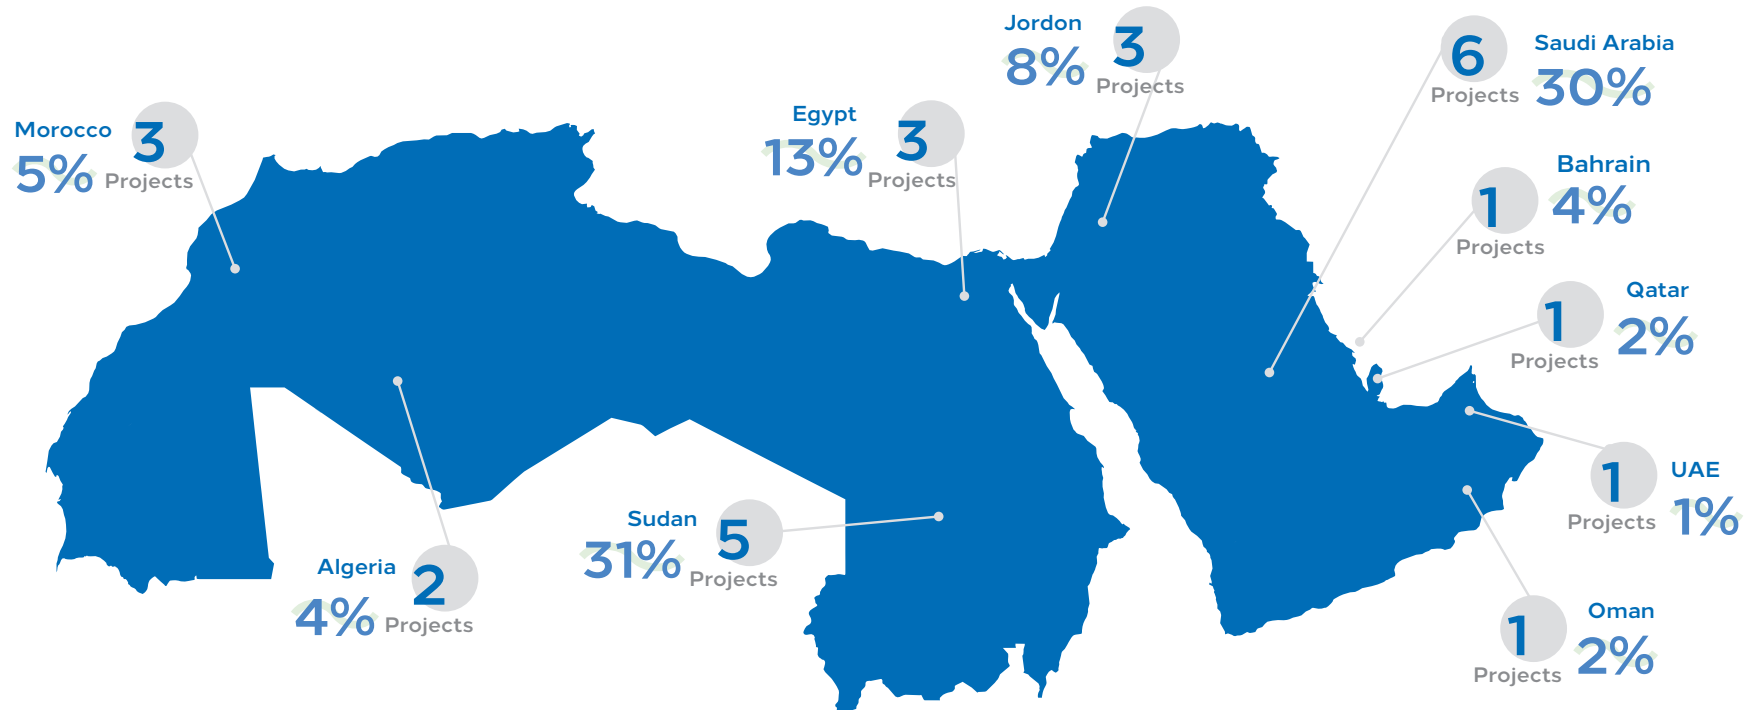 Morocco
5%
3
Projects
Egypt
13%
3
Projects
Jordon
8%
3
Projects
6
Projects
Saudi Arabia
30%
1
Projects
Bahrain
4%
1
Projects
Qatar
2%
1
Projects
UAE
1%
1
Projects
Oman
2%
Sudan
31%
5
Projects
Algeria
4%
2
Projects